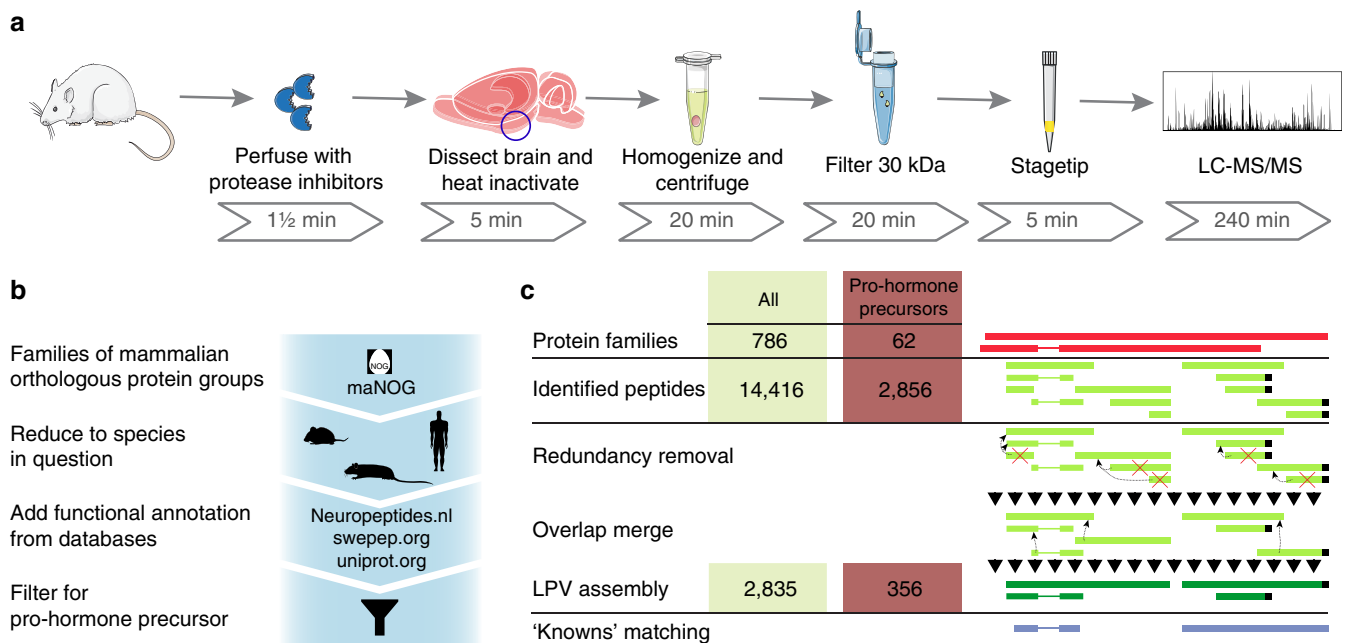 a
Perfuse with
protease inhibitors
Dissect brain and
heat inactivate
Homogenize and
centrifuge
Filter 30 kDa
Stagetip
LC-MS/MS
1½ min
5 min
20 min
20 min
5 min
240 min
b
Families of mammalian
orthologous protein groups
NOG
maNOG
Reduce to species
in question
Add functional annotation
from databases
Neuropeptides.nl
swepep.org
uniprot.org
Filter for
pro-hormone precursor
c
All
Pro-hormone
precursors
Protein families 786 62
Identified peptides 14,416 2,856
Redundancy removal
Overlap merge
LPV assembly 2,835 356
‘Knowns’ matching